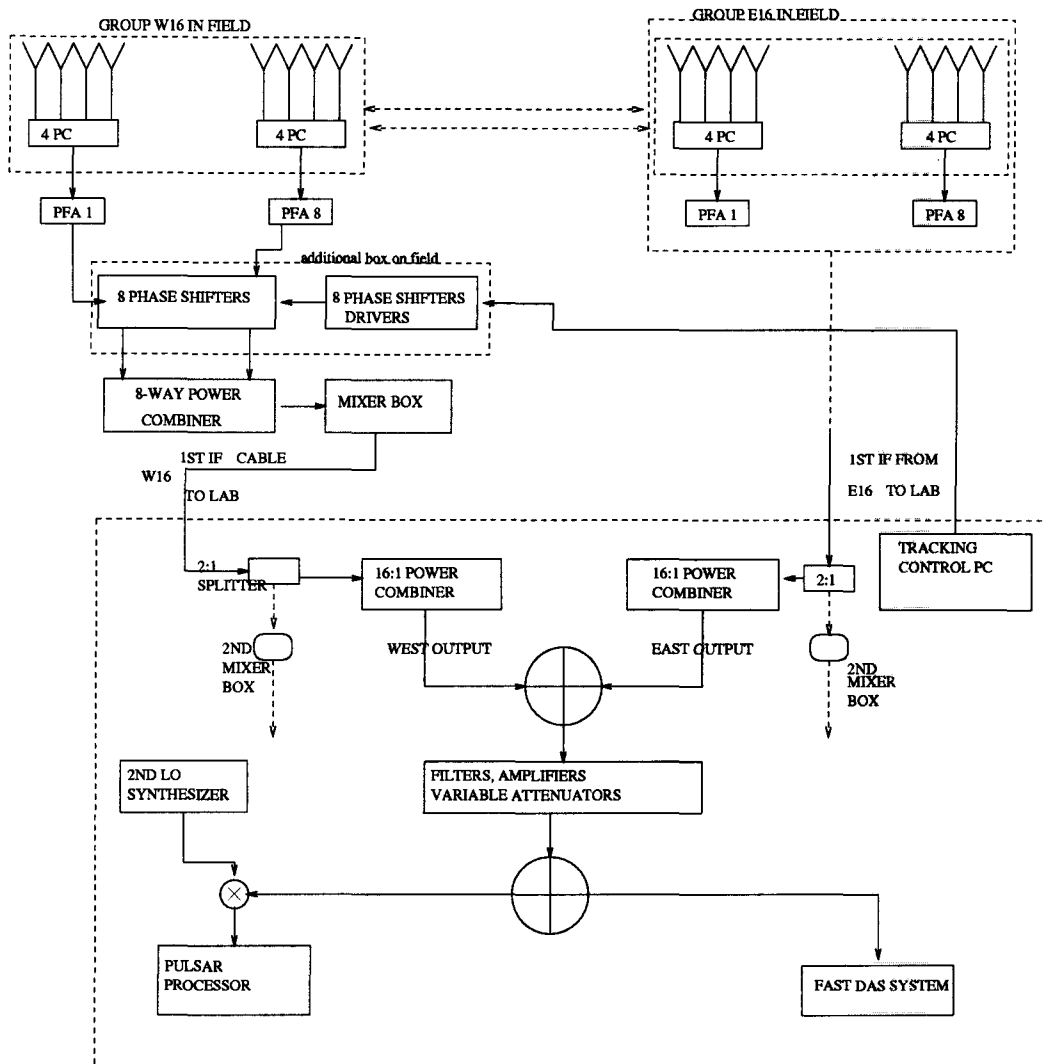 GROUP W16 IN FIELD
GROUP E16 IN FIELD
4 PC
4 PC
4 PC
4 PC
PFA 1
PFA 8
PFA 1
PFA 8
additional box on field
8 PHASE SHIFTERS
8 PHASE SHIFTERS
DRIVERS
8-WAY POWER
COMBINER
MIXER BOX
1ST IF CABLE
W16
TO LAB
1ST IF FROM
E16 TO LAB
TRACKING
CONTROL PC
2:1
SPLITTER
16:1 POWER
COMBINER
16:1 POWER
COMBINER
2:1
2ND
MIXER
BOX
WEST OUTPUT
EAST OUTPUT
2ND
MIXER
BOX
2ND LO
SYNTHESIZER
FILTERS, AMPLIFIERS
VARIABLE ATTENUATORS
PULSAR
PROCESSOR
FAST DAS SYSTEM